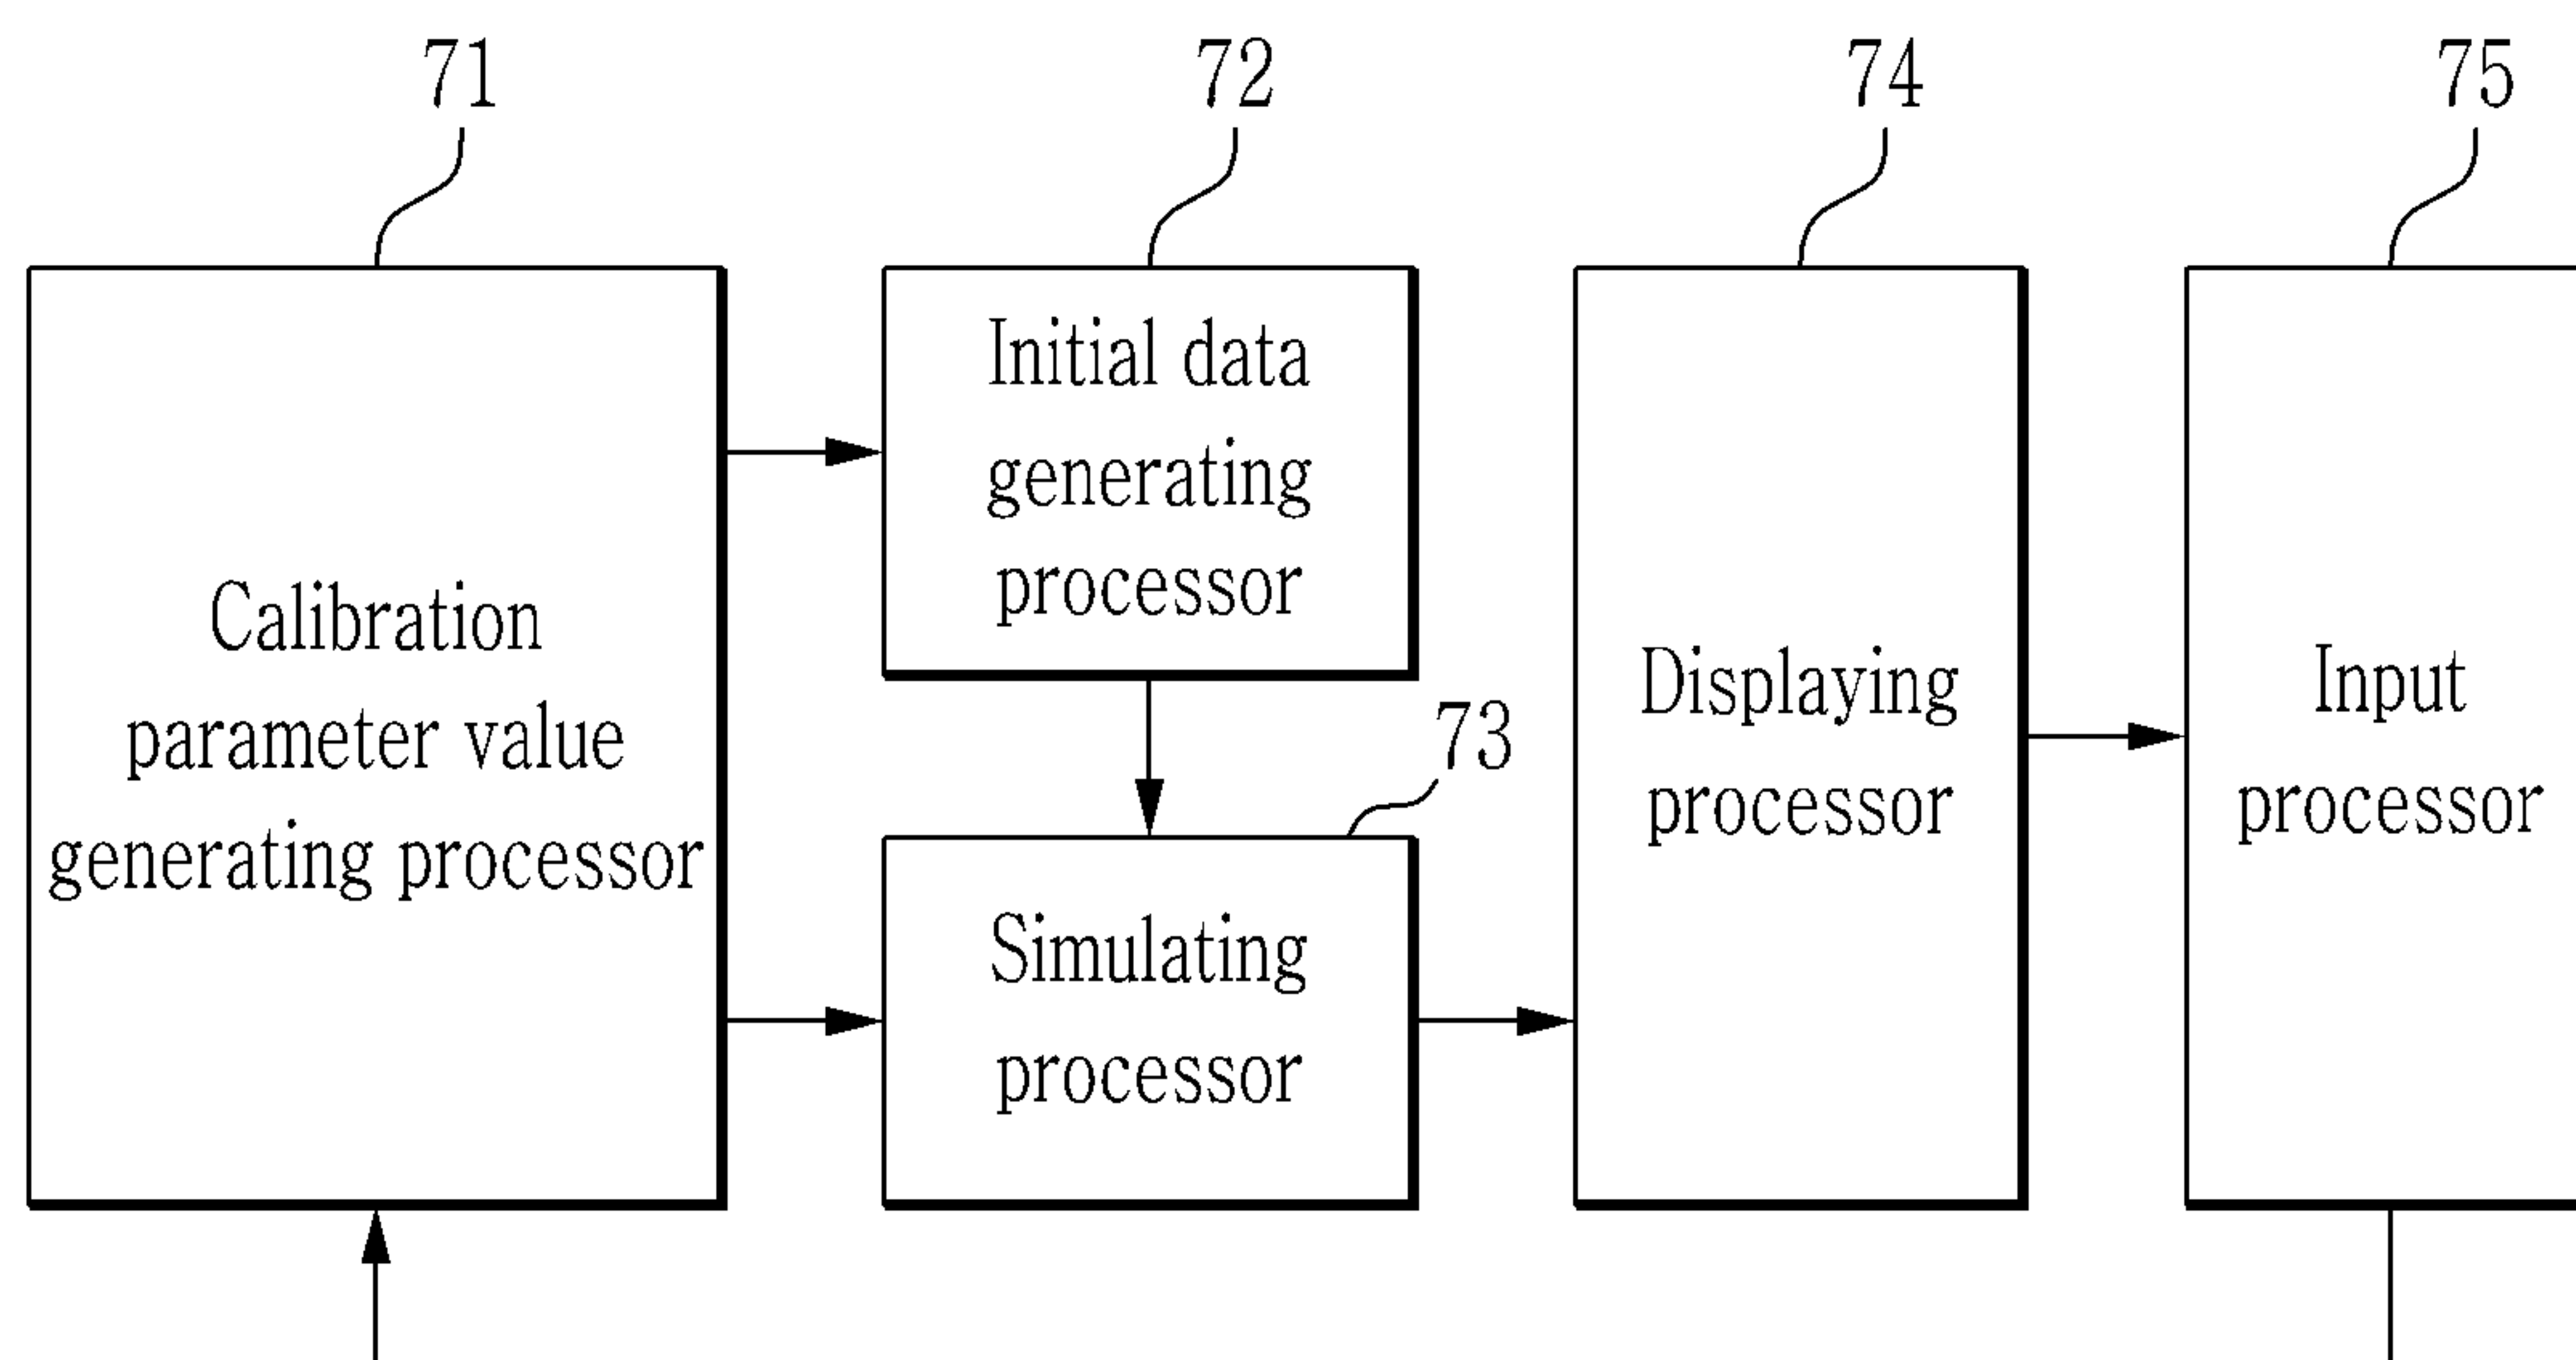 71
72
74
75
Calibration
parameter value
generating processor
Initial data
generating
processor
73
Simulating
processor
Displaying
processor
Input
processor